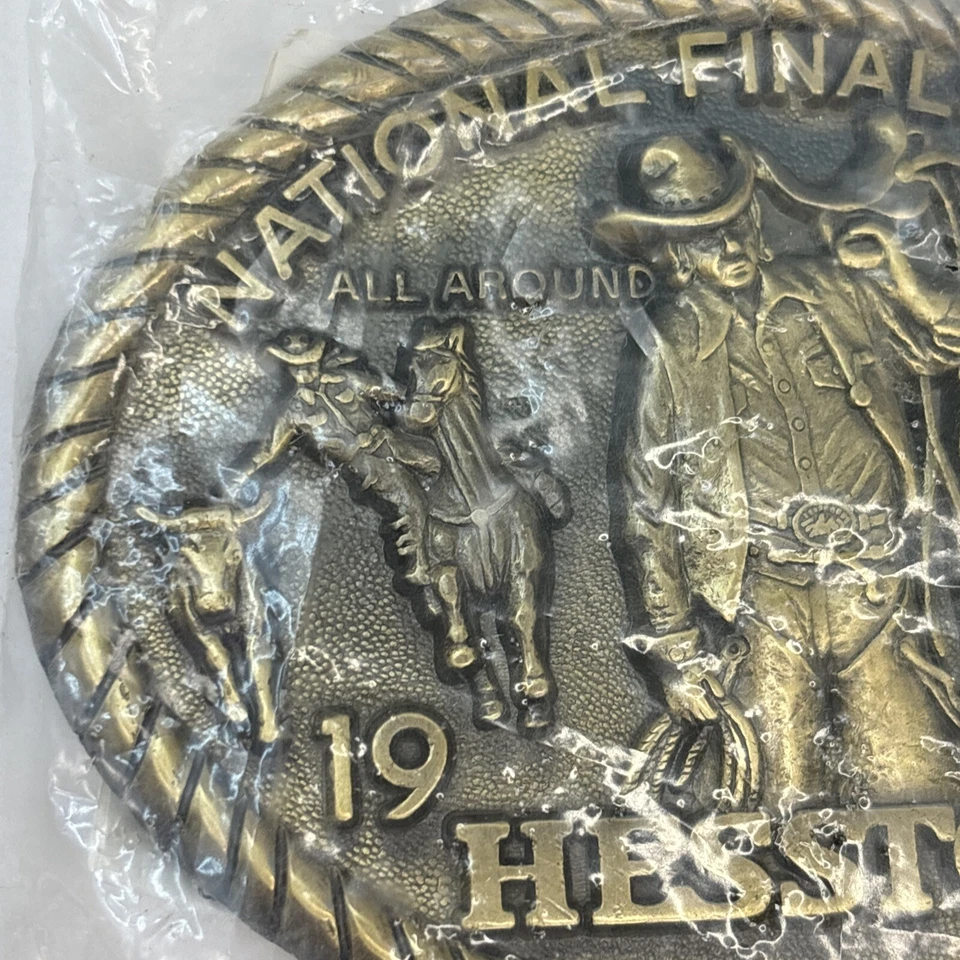 NATIONAL FINAL
ALL AROUND
19
HESST